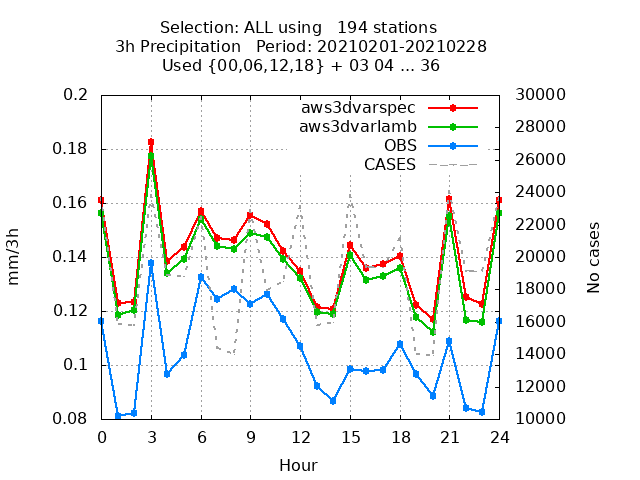 Selection: ALL using   194 stations
3h Precipitation   Period: 20210201-20210228
Used {00,06,12,18} + 03 04 ... 36
aws3dvarspec
aws3dvarlamb
OBS
CASES
0.2
0.18
0.16
0.14
0.12
0.1
0.08
mm/3h
30000
28000
26000
24000
22000
20000
18000
16000
14000
12000
10000
No cases
0 3 6 9 12 15 18 21 24
Hour